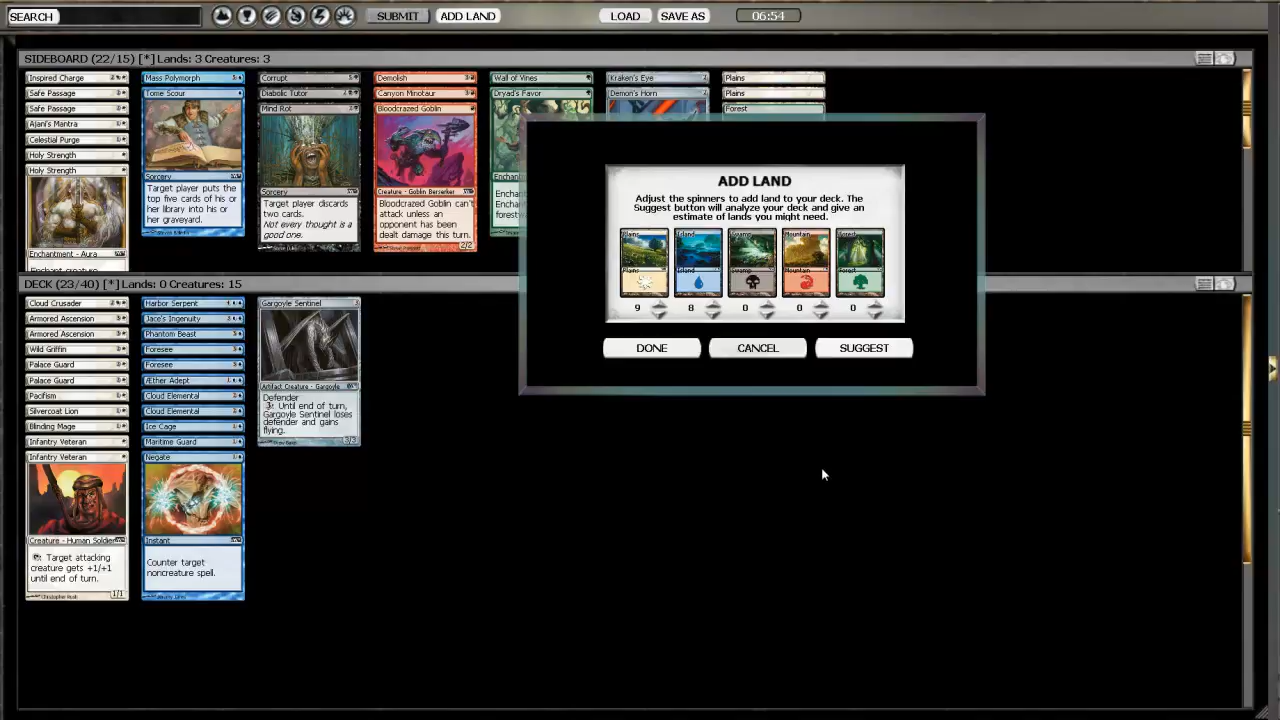 SEARCH
SUBMIT
ADD LAND
LOAD
SAVE AS
06:54
SIDEBOARD (22/15) [*] Lands: 3 Creatures: 3
Inspired Charge
Safe Passage
Safe Passage
Ajani's Mantra
Celestial Purge
Holy Strength
Holy Strength
Enchantment - Aura
Mass Polymorph
Tome Scour
Sorcery
Target player puts the
top five cards of his or
her library into his or
her graveyard.
Corrupt
Diabolic Tutor
Mind Rot
Sorcery
Target player discards
two cards.
Not every thought is a
good one.
Demolish
Canyon Minotaur
Bloodcrazed Goblin
Creature - Goblin Berserker
Bloodcrazed Goblin can't
attack unless an
opponent has been
dealt damage this turn.
2/2
Wall of Vines
Dryad's Favor
Kraken's Eye
Demon's Horn
Plains
Plains
Forest
ADD LAND
Adjust the spinners to add land to your deck. The
Suggest button will analyze your deck and give an
estimate of lands you might need.
Plains
Island
Swamp
Mountain
Forest
Plains
Island
Swamp
Mountain
Forest
9
8
0
0
0
DONE
CANCEL
SUGGEST
DECK (23/40) [*] Lands: 0 Creatures: 15
Cloud Crusader
Armored Ascension
Armored Ascension
Wild Griffin
Palace Guard
Palace Guard
Pacifism
Silvercoat Lion
Blinding Mage
Infantry Veteran
Infantry Veteran
Creature - Human Soldier
: Target attacking
creature gets +1/+1
until end of turn.
1/1
Harbor Serpent
Jace's Ingenuity
Phantom Beast
Foresee
Foresee
Æther Adept
Cloud Elemental
Cloud Elemental
Ice Cage
Maritime Guard
Negate
Instant
Counter target
noncreature spell.
Gargoyle Sentinel
Artifact Creature - Gargoyle
Defender
: Until end of turn,
Gargoyle Sentinel loses
defender and gains
flying.
3/3